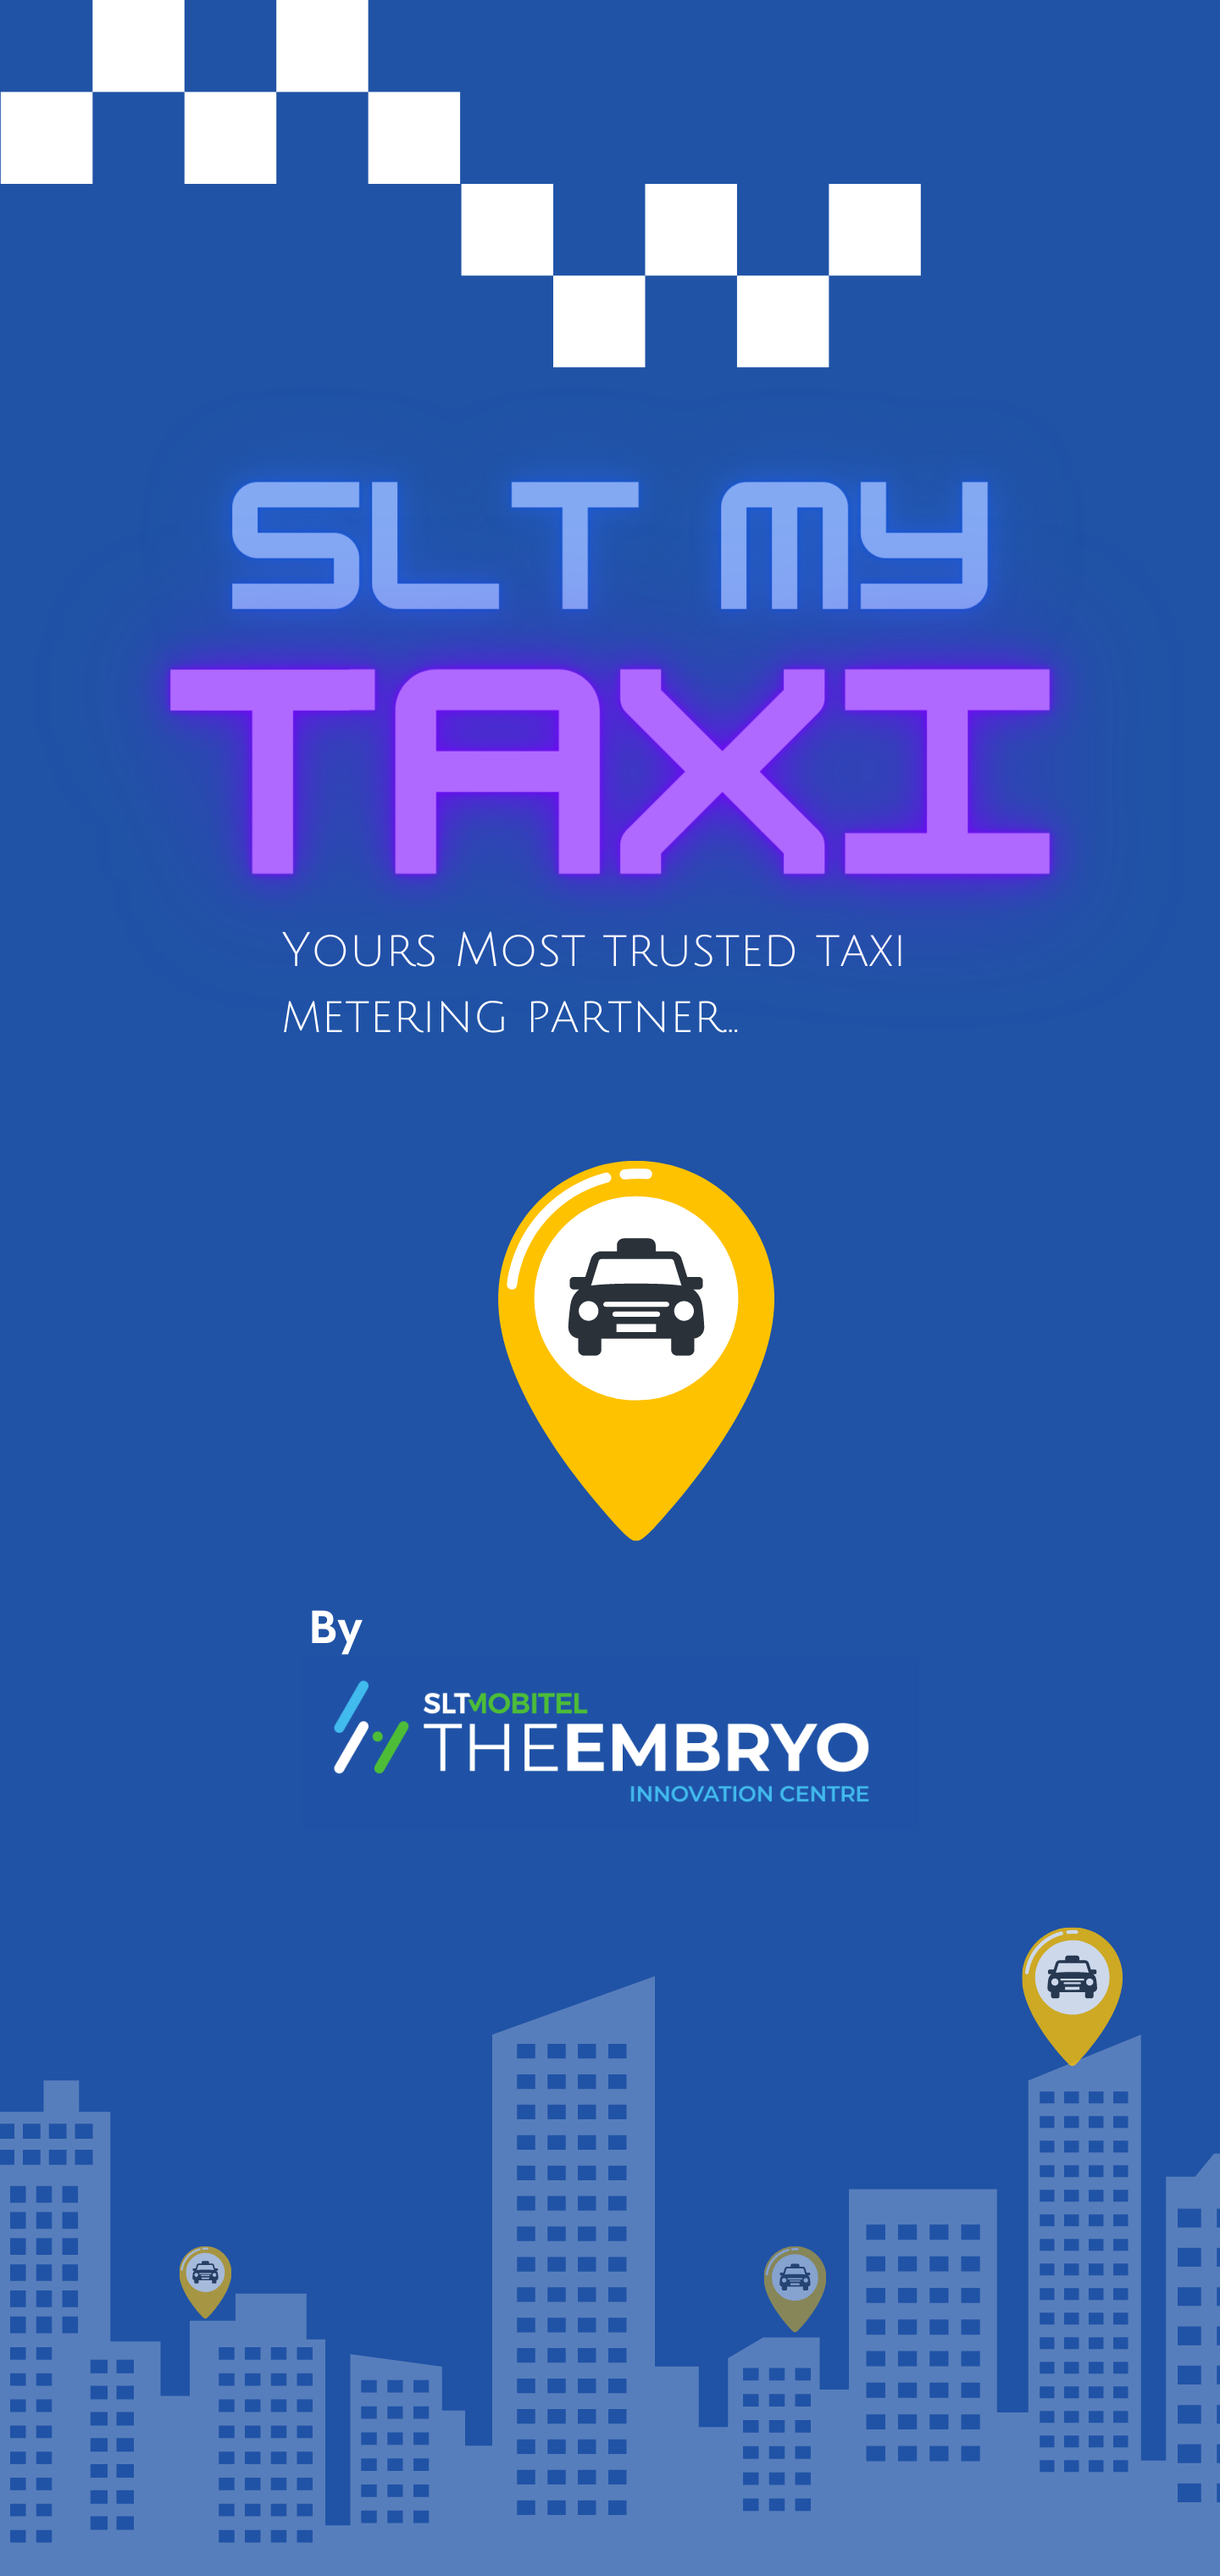 SLT MY
TAXI
Yours Most trusted taxi
metering partner...
By
SLTMOBITEL
THEEMBRYO
INNOVATION CENTRE